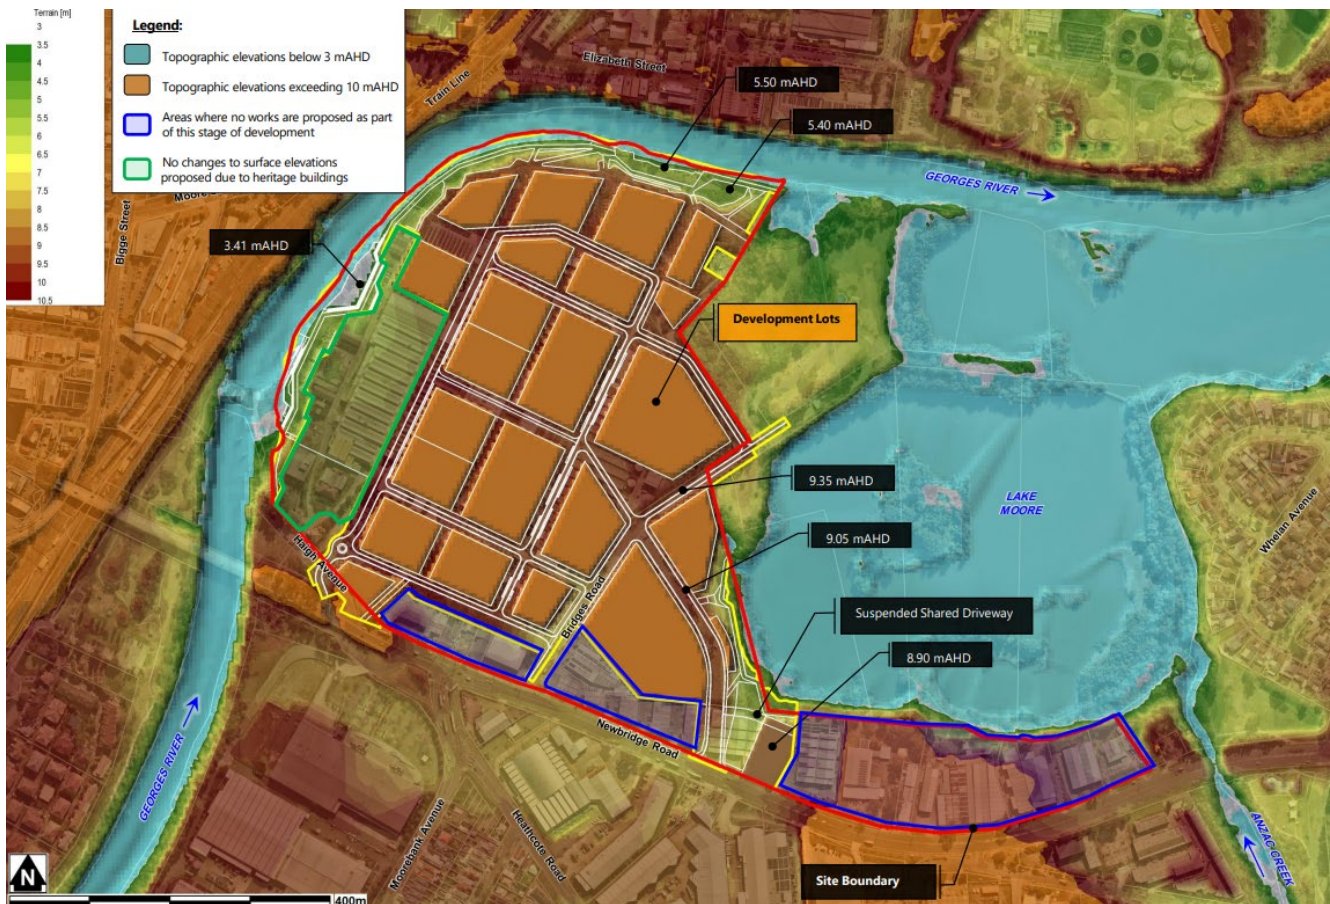 Terrain [m]
3
3.5
4
4.5
5
5.5
6
6.5
7
7.5
8
8.5
9
9.5
10
10.5
Legend:
Topographic elevations below 3 mAHD
Topographic elevations exceeding 10 mAHD
Areas where no works are proposed as part
of this stage of development
No changes to surface elevations
proposed due to heritage buildings
Train Line
Elizabeth Street
5.50 mAHD
5.40 mAHD
GEORGES RIVER
Bigge Street
3.41 mAHD
Development Lots
9.35 mAHD
LAKE
MOORE
Whelan Avenue
9.05 mAHD
Haigh Avenue
Bridges Road
Suspended Shared Driveway
8.90 mAHD
Newbridge Road
GEORGES RIVER
Moorebank Avenue
Heathcote Road
ANZAC CREEK
Site Boundary
N
400m